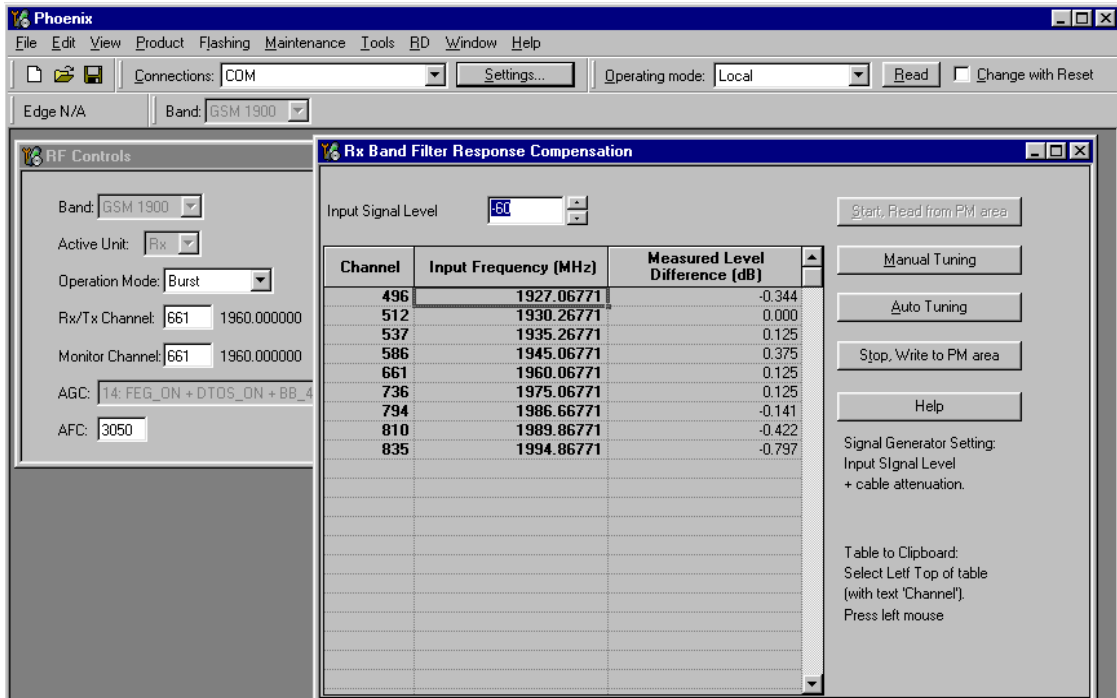 Phoenix
File Edit View Product Flashing Maintenance Tools RD Window Help
Connections: COM Settings... Operating mode: Local Read Change with Reset
Edge N/A Band: GSM 1900
RF Controls
Band: GSM 1900
Active Unit: Rx
Operation Mode: Burst
Rx/Tx Channel: 661 1960.000000
Monitor Channel: 661 1960.000000
AGC: 14: FEG_ON + DTOS_ON + BB_4
AFC: 3050
Rx Band Filter Response Compensation
Input Signal Level -60
Channel Input Frequency (MHz) Measured Level Difference (dB)
496 1927.06771 -0.344
512 1930.26771 0.000
537 1935.26771 0.125
586 1945.06771 0.375
661 1960.06771 0.125
736 1975.06771 0.125
794 1986.66771 -0.141
810 1989.86771 -0.422
835 1994.86771 -0.797
Start, Read from PM area
Manual Tuning
Auto Tuning
Stop, Write to PM area
Help
Signal Generator Setting:
Input SIgnal Level
+ cable attenuation.
Table to Clipboard:
Select Letf Top of table
(with text 'Channel').
Press left mouse